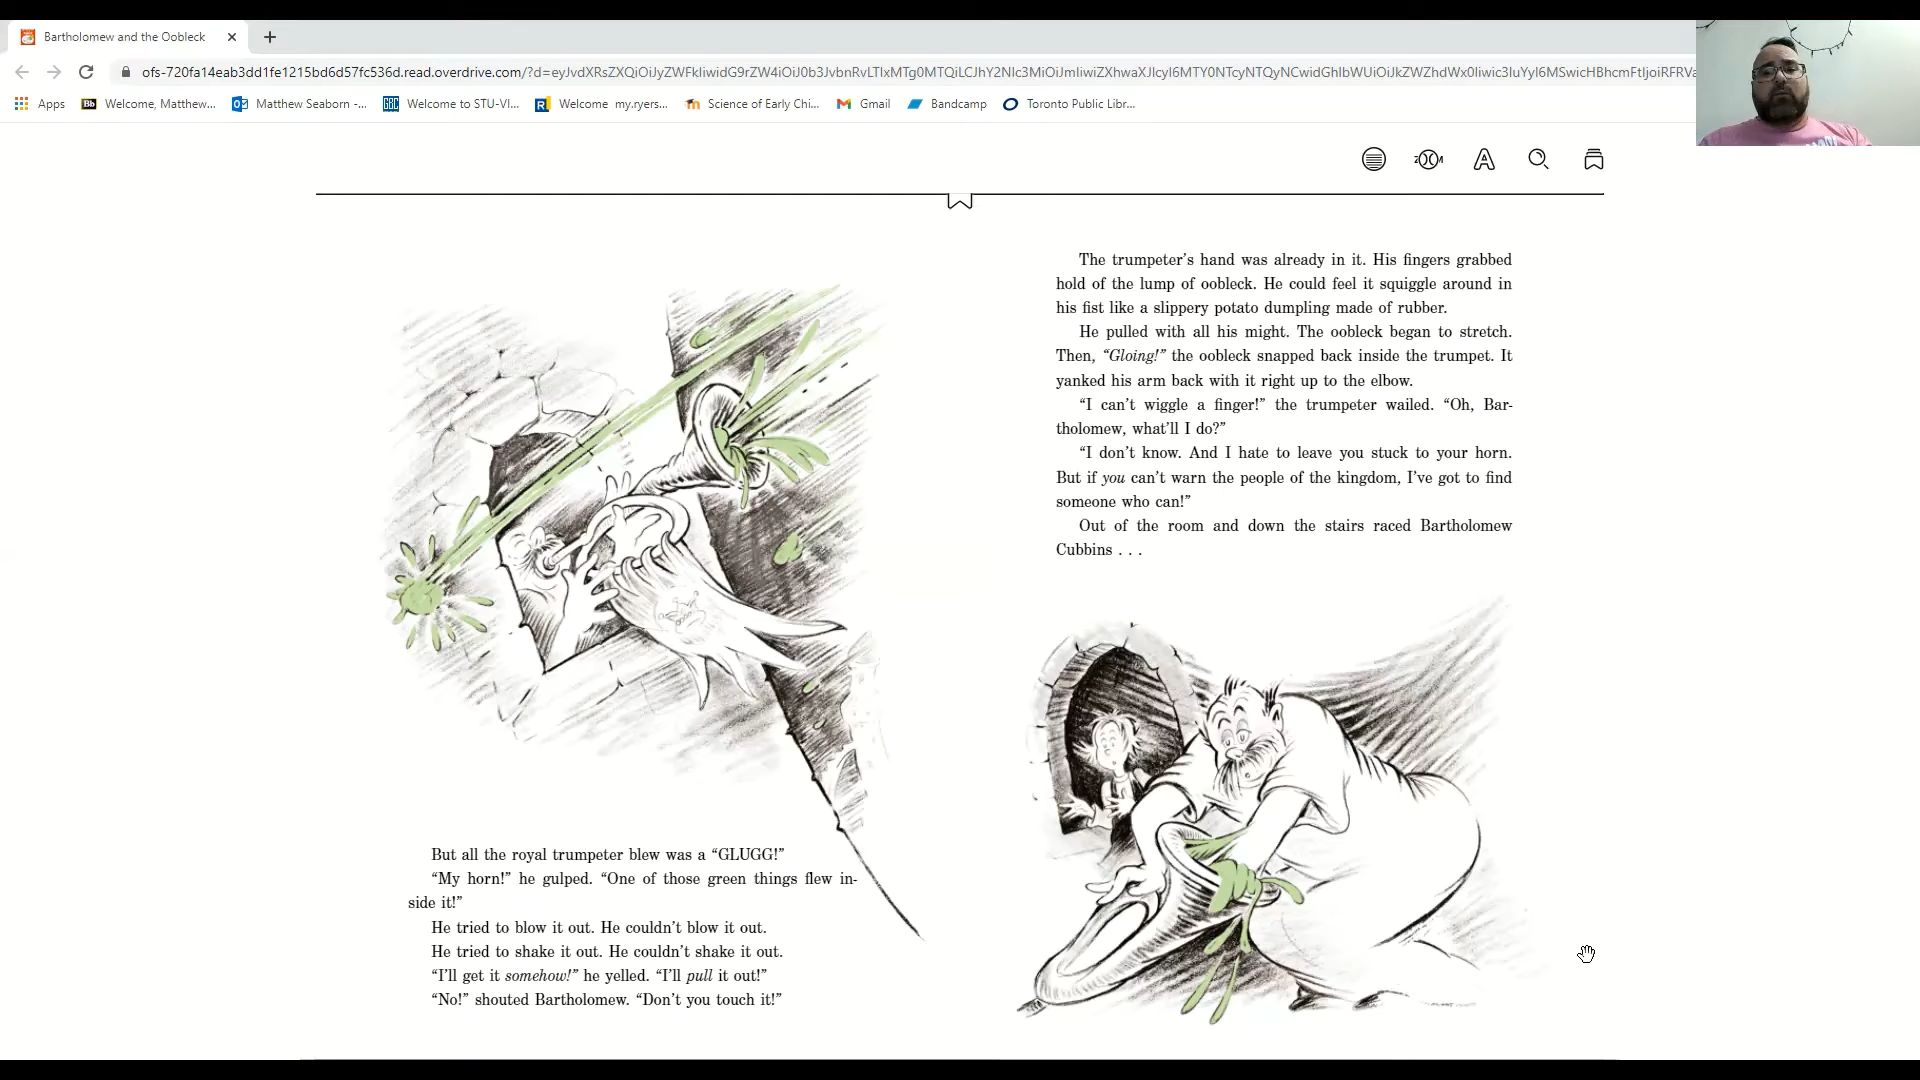 Bartholomew and the Oobleck
Apps
Welcome, Matthew...
Matthew Seaborn -...
Welcome to STU-VI...
Welcome my.ryers...
Science of Early Chi...
Gmail
Bandcamp
Toronto Public Libr...
But all the royal trumpeter blew was a “GLUGG!”
“My horn!” he gulped. “One of those green things flew in-
side it!”
He tried to blow it out. He couldn’t blow it out.
He tried to shake it out. He couldn’t shake it out.
“I’ll get it somehow!” he yelled. “I’ll pull it out!”
“No!” shouted Bartholomew. “Don’t you touch it!”
The trumpeter’s hand was already in it. His fingers grabbed
hold of the lump of oobleck. He could feel it squiggle around in
his fist like a slippery potato dumpling made of rubber.
He pulled with all his might. The oobleck began to stretch.
Then, “Gloing!” the oobleck snapped back inside the trumpet. It
yanked his arm back with it right up to the elbow.
“I can’t wiggle a finger!” the trumpeter wailed. “Oh, Bar-
tholomew, what’ll I do?”
“I don’t know. And I hate to leave you stuck to your horn.
But if you can’t warn the people of the kingdom, I’ve got to find
someone who can!”
Out of the room and down the stairs raced Bartholomew
Cubbins . . .